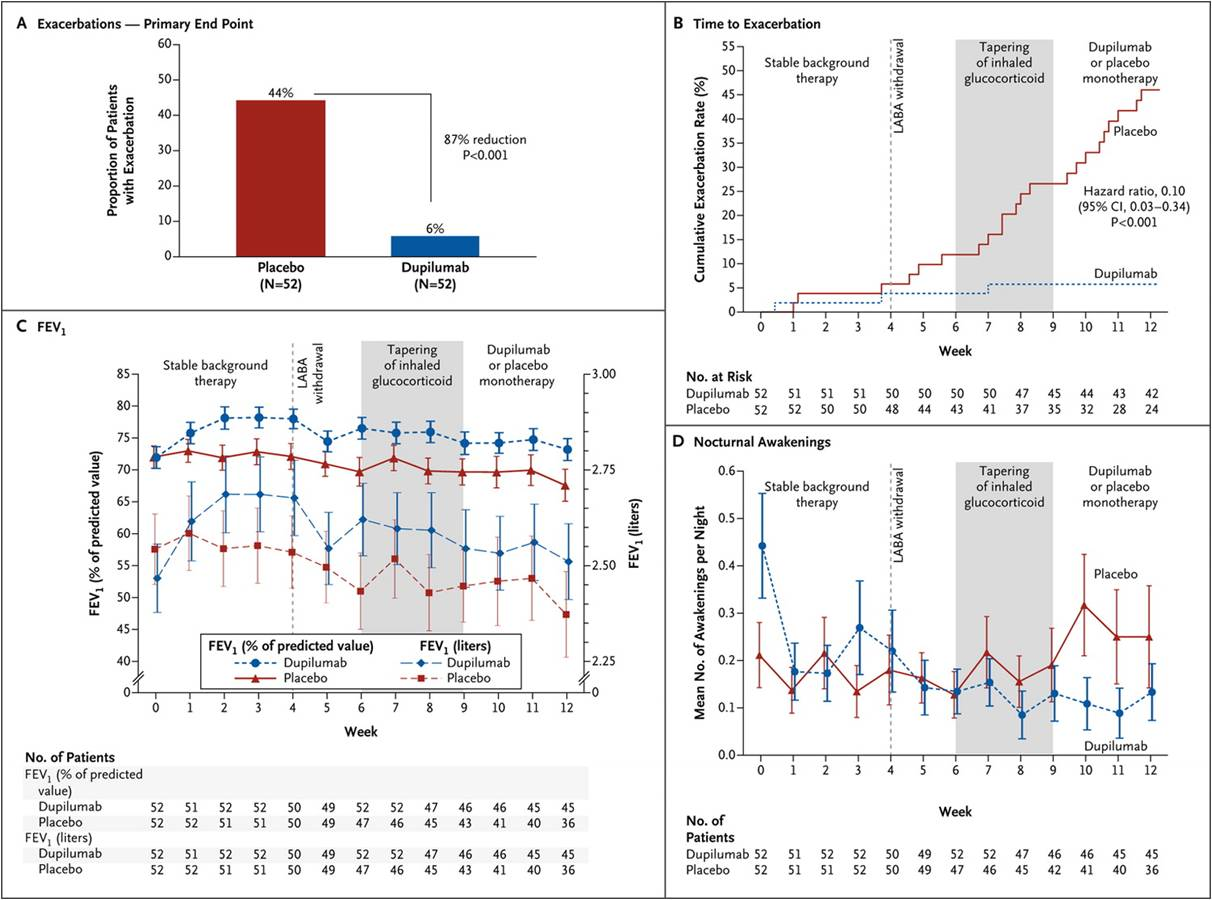 A Exacerbations — Primary End Point
Proportion of Patients
with Exacerbation
60
50
40
30
20
10
0
44%
87% reduction
P<0.001
6%
Placebo
(N=52)
Dupilumab
(N=52)
B Time to Exacerbation
Cumulative Exacerbation Rate (%)
55
50
45
40
35
30
25
20
15
10
5
0
Stable background
therapy
LABA withdrawal
Tapering
of inhaled
glucocorticoid
Dupilumab
or placebo
monotherapy
Placebo
Hazard ratio, 0.10
(95% CI, 0.03–0.34)
P<0.001
Dupilumab
0 1 2 3 4 5 6 7 8 9 10 11 12
Week
No. at Risk
Dupilumab 52 51 51 51 50 50 50 50 47 45 44 43 42
Placebo 52 52 50 50 48 44 43 41 37 35 32 28 24
C FEV1
FEV1 (% of predicted value)
85
80
75
70
65
60
55
50
45
40
0
Stable background
therapy
LABA
withdrawal
Tapering
of inhaled
glucocorticoid
Dupilumab
or placebo
monotherapy
3.00
2.75
2.50
2.25
0
FEV1 (liters)
FEV1 (% of predicted value) FEV1 (liters)
Dupilumab Dupilumab
Placebo Placebo
0 1 2 3 4 5 6 7 8 9 10 11 12
Week
No. of Patients
FEV1 (% of predicted
value)
Dupilumab 52 51 52 52 50 49 52 52 47 46 46 45 45
Placebo 52 52 51 51 50 49 47 46 45 43 41 40 36
FEV1 (liters)
Dupilumab 52 51 52 52 50 49 52 52 47 46 46 45 45
Placebo 52 52 51 51 50 49 47 46 45 43 41 40 36
D Nocturnal Awakenings
Mean No. of Awakenings per Night
0.6
0.5
0.4
0.3
0.2
0.1
0.0
Stable background
therapy
LABA withdrawal
Tapering
of inhaled
glucocorticoid
Dupilumab
or placebo
monotherapy
Placebo
Dupilumab
0 1 2 3 4 5 6 7 8 9 10 11 12
Week
No. of
Patients
Dupilumab 52 51 52 52 50 49 52 52 47 46 46 45 45
Placebo 52 51 51 52 50 49 47 46 45 42 41 40 36